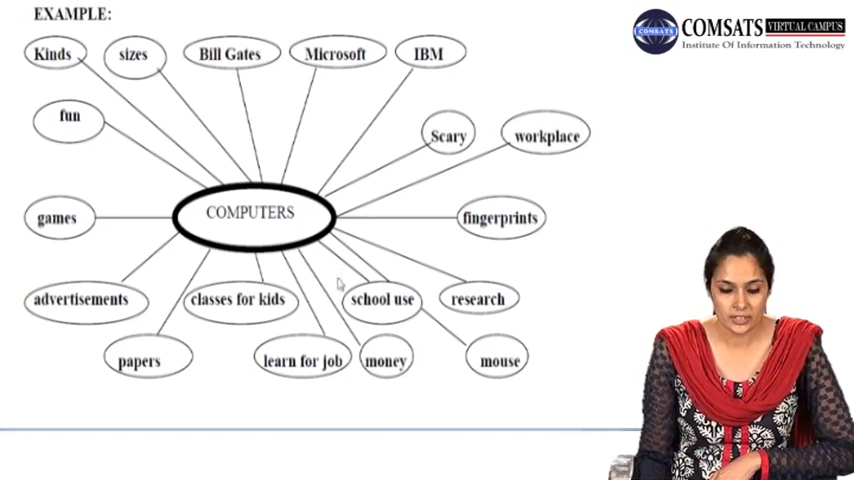 EXAMPLE:
COMSATS VIRTUAL CAMPUS
COMSATS
Institute Of Information Technology
Kinds
sizes
Bill Gates
Microsoft
IBM
fun
Scary
workplace
COMPUTERS
games
fingerprints
advertisements
classes for kids
school use
research
papers
learn for job
money
mouse